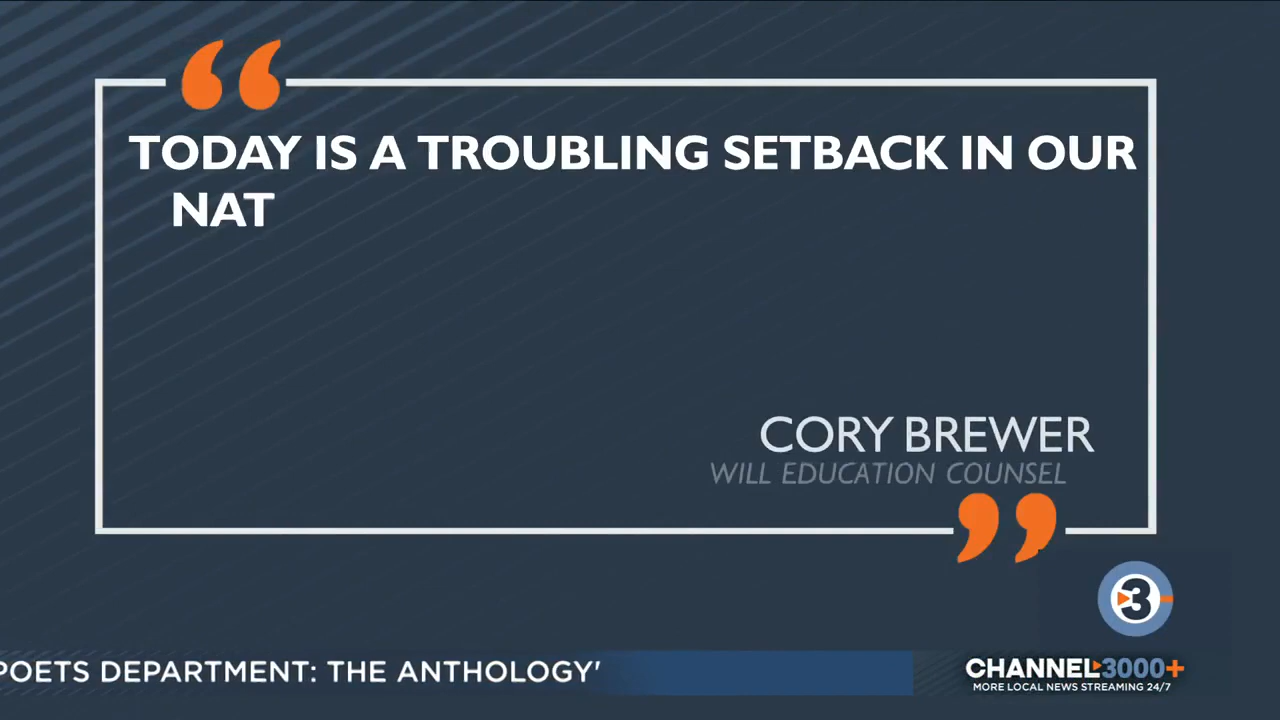 TODAY IS A TROUBLING SETBACK IN OUR
NAT
CORY BREWER
WILL EDUCATION COUNSEL
3
POETS DEPARTMENT: THE ANTHOLOGY'
CHANNEL3000+
MORE LOCAL NEWS STREAMING 24/7